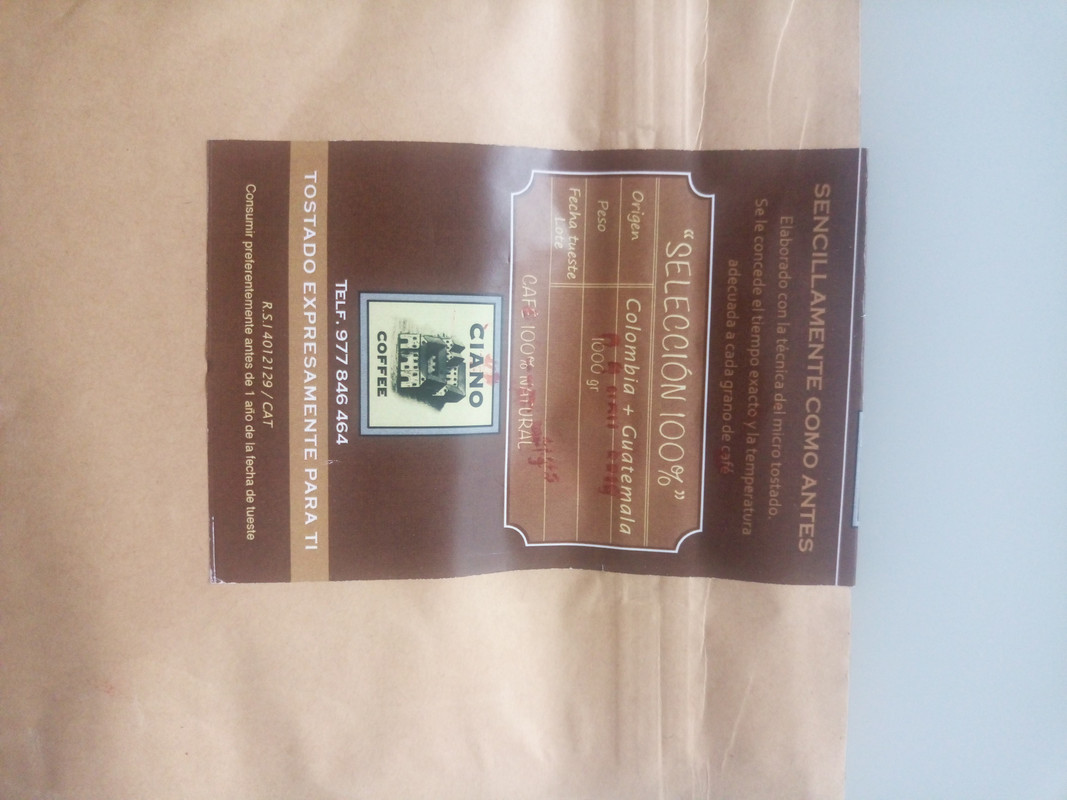 SENCILLAMENTE COMO ANTES
Elaborado con la técnica del micro tostado.
Se le concede el tiempo exacto y la temperatura
adecuada a cada grano de café
"SELECCIÓN 100%"
Origen Colombia + Guatemala
Peso 1000 gr
Fecha tueste
Lote
CAFÉ 100% NATURAL
CIANO
COFFEE
TELF. 977 846 464
TOSTADO EXPRESAMENTE PARA TI
R.S.I 4012129 / CAT
Consumir preferentemente antes de 1 año de la fecha de tueste